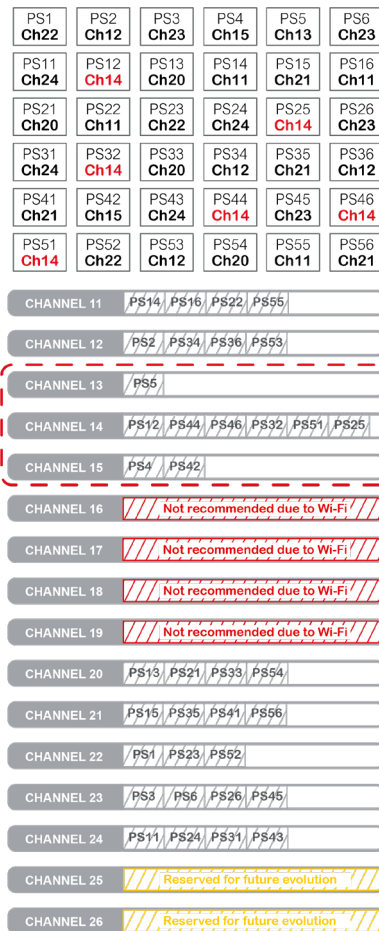 PS1 PS2 PS3 PS4 PS5 PS6
Ch22 Ch12 Ch23 Ch15 Ch13 Ch23
PS11 PS12 PS13 PS14 PS15 PS16
Ch24 Ch14 Ch20 Ch11 Ch21 Ch11
PS21 PS22 PS23 PS24 PS25 PS26
Ch20 Ch11 Ch22 Ch24 Ch14 Ch23
PS31 PS32 PS33 PS34 PS35 PS36
Ch24 Ch14 Ch20 Ch12 Ch21 Ch12
PS41 PS42 PS43 PS44 PS45 PS46
Ch21 Ch15 Ch24 Ch14 Ch23 Ch14
PS51 PS52 PS53 PS54 PS55 PS56
Ch14 Ch22 Ch12 Ch20 Ch11 Ch21
CHANNEL 11 PS14 PS16 PS22 PS55
CHANNEL 12 PS2 PS34 PS36 PS53
CHANNEL 13 PS5
CHANNEL 14 PS12 PS44 PS46 PS32 PS51 PS25
CHANNEL 15 PS4 PS42
CHANNEL 16 Not recommended due to Wi-Fi
CHANNEL 17 Not recommended due to Wi-Fi
CHANNEL 18 Not recommended due to Wi-Fi
CHANNEL 19 Not recommended due to Wi-Fi
CHANNEL 20 PS13 PS21 PS33 PS54
CHANNEL 21 PS15 PS35 PS41 PS56
CHANNEL 22 PS1 PS23 PS52
CHANNEL 23 PS3 PS6 PS26 PS45
CHANNEL 24 PS11 PS24 PS31 PS43
CHANNEL 25 Reserved for future evolution
CHANNEL 26 Reserved for future evolution